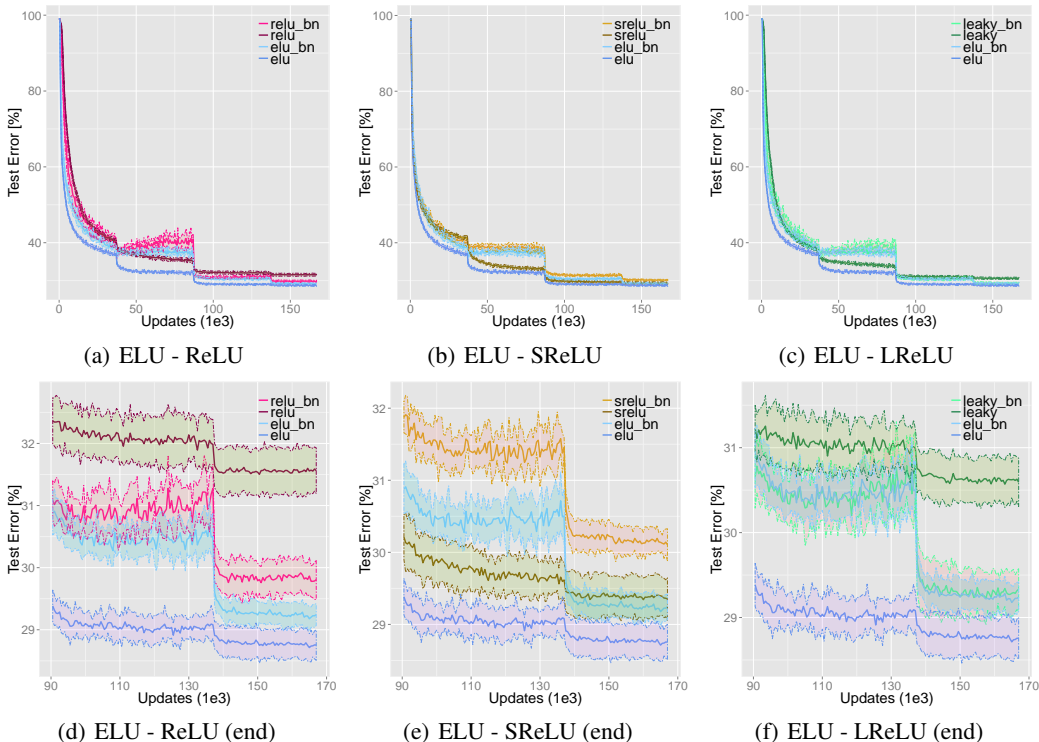 relu_bn
relu
elu_bn
elu
100
80
60
40
Test Error [%]
0
50
100
150
Updates (1e3)
(a) ELU - ReLU
srelu_bn
srelu
elu_bn
elu
100
80
60
40
Test Error [%]
0
50
100
150
Updates (1e3)
(b) ELU - SReLU
leaky_bn
leaky
elu_bn
elu
100
80
60
40
Test Error [%]
0
50
100
150
Updates (1e3)
(c) ELU - LReLU
relu_bn
relu
elu_bn
elu
32
31
30
29
Test Error [%]
90
110
130
150
170
Updates (1e3)
(d) ELU - ReLU (end)
srelu_bn
srelu
elu_bn
elu
32
31
30
29
Test Error [%]
90
110
130
150
170
Updates (1e3)
(e) ELU - SReLU (end)
leaky_bn
leaky
elu_bn
elu
31
30
29
Test Error [%]
90
110
130
150
170
Updates (1e3)
(f) ELU - LReLU (end)